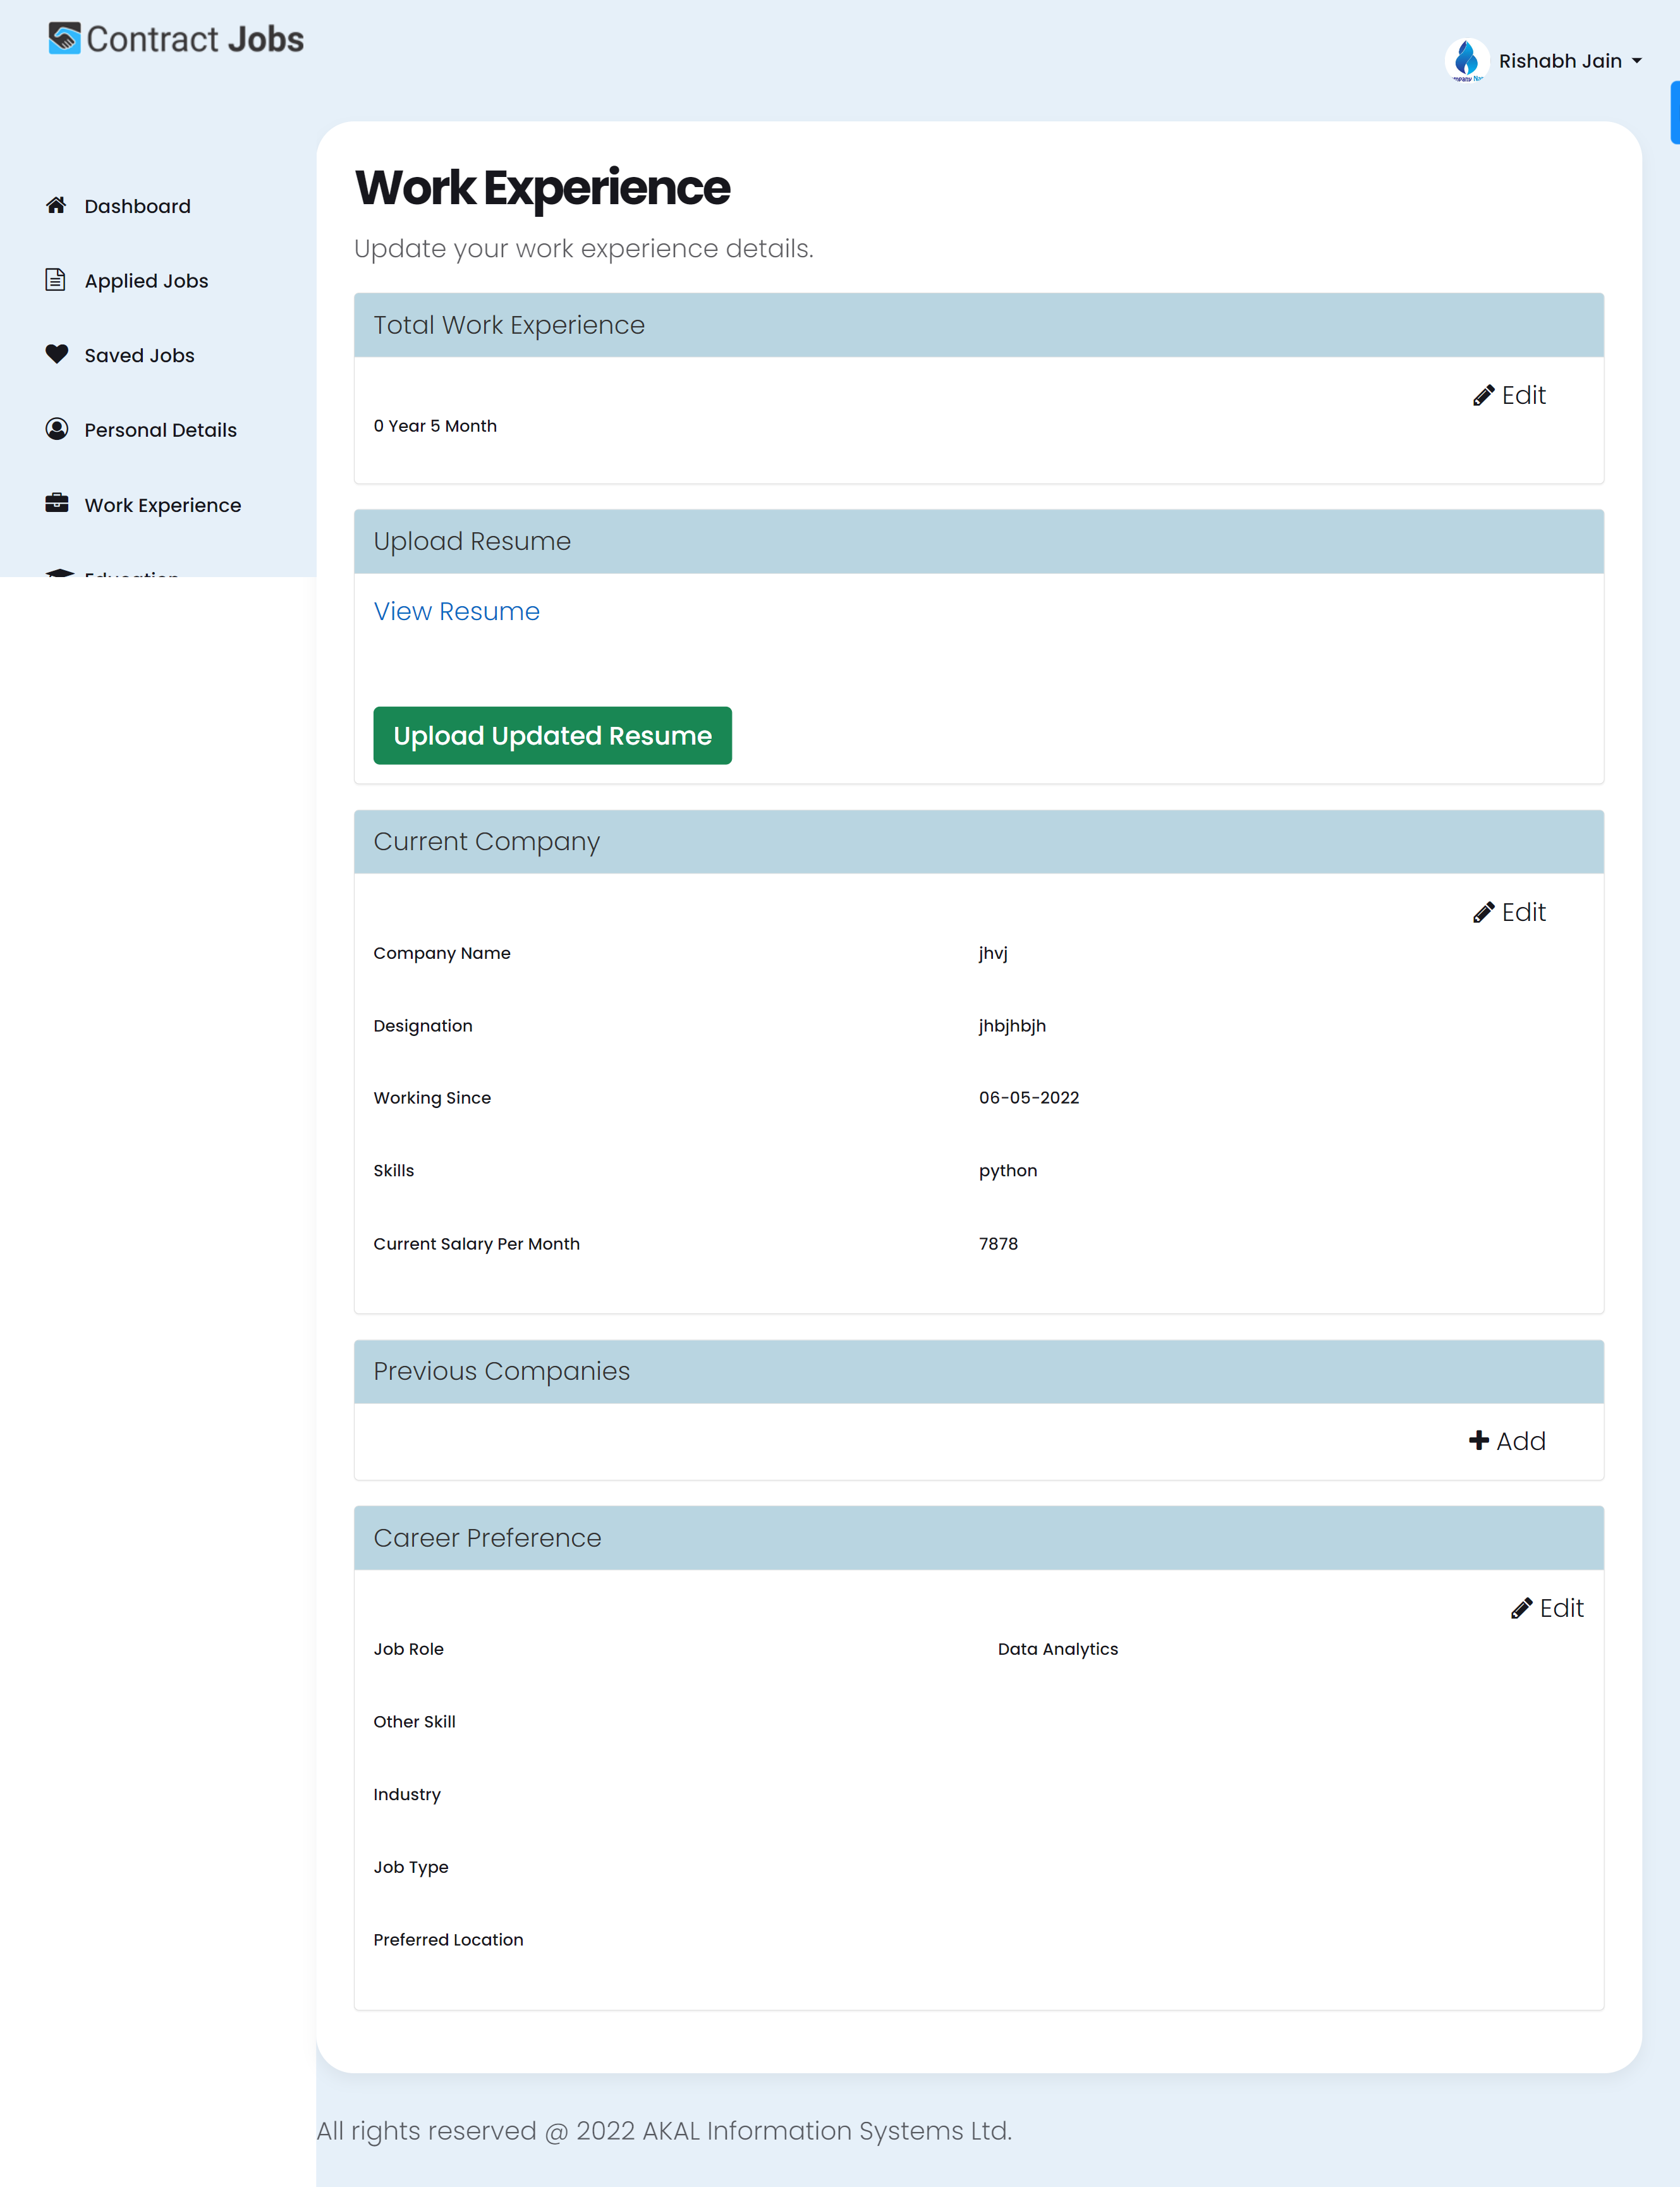 Contract Jobs
Rishabh Jain
Dashboard
Applied Jobs
Saved Jobs
Personal Details
Work Experience
Education
Work Experience
Update your work experience details.
Total Work Experience
Edit
0 Year 5 Month
Upload Resume
View Resume
Upload Updated Resume
Current Company
Edit
Company Name jhvj
Designation jhbjhbjh
Working Since 06-05-2022
Skills python
Current Salary Per Month 7878
Previous Companies
Add
Career Preference
Edit
Job Role Data Analytics
Other Skill
Industry
Job Type
Preferred Location
All rights reserved @ 2022 AKAL Information Systems Ltd.